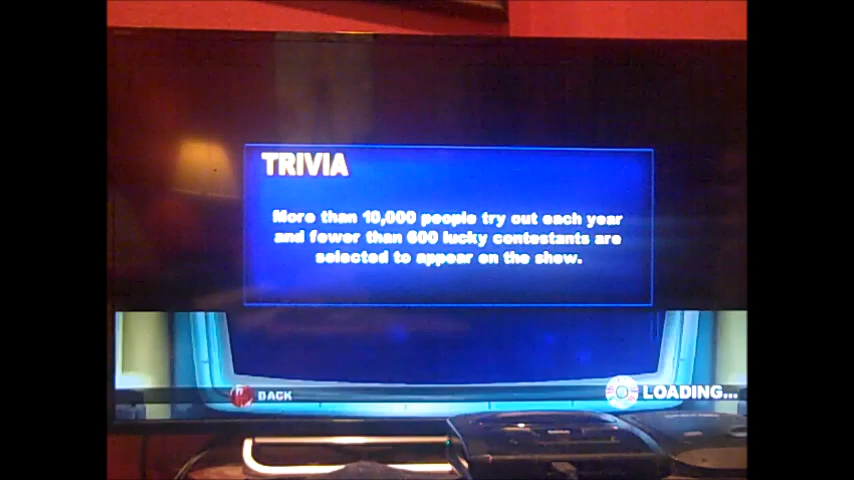 TRIVIA
More than 10,000 people try out each year
and fewer than 600 lucky contestants are
selected to appear on the show.
BACK
LOADING...